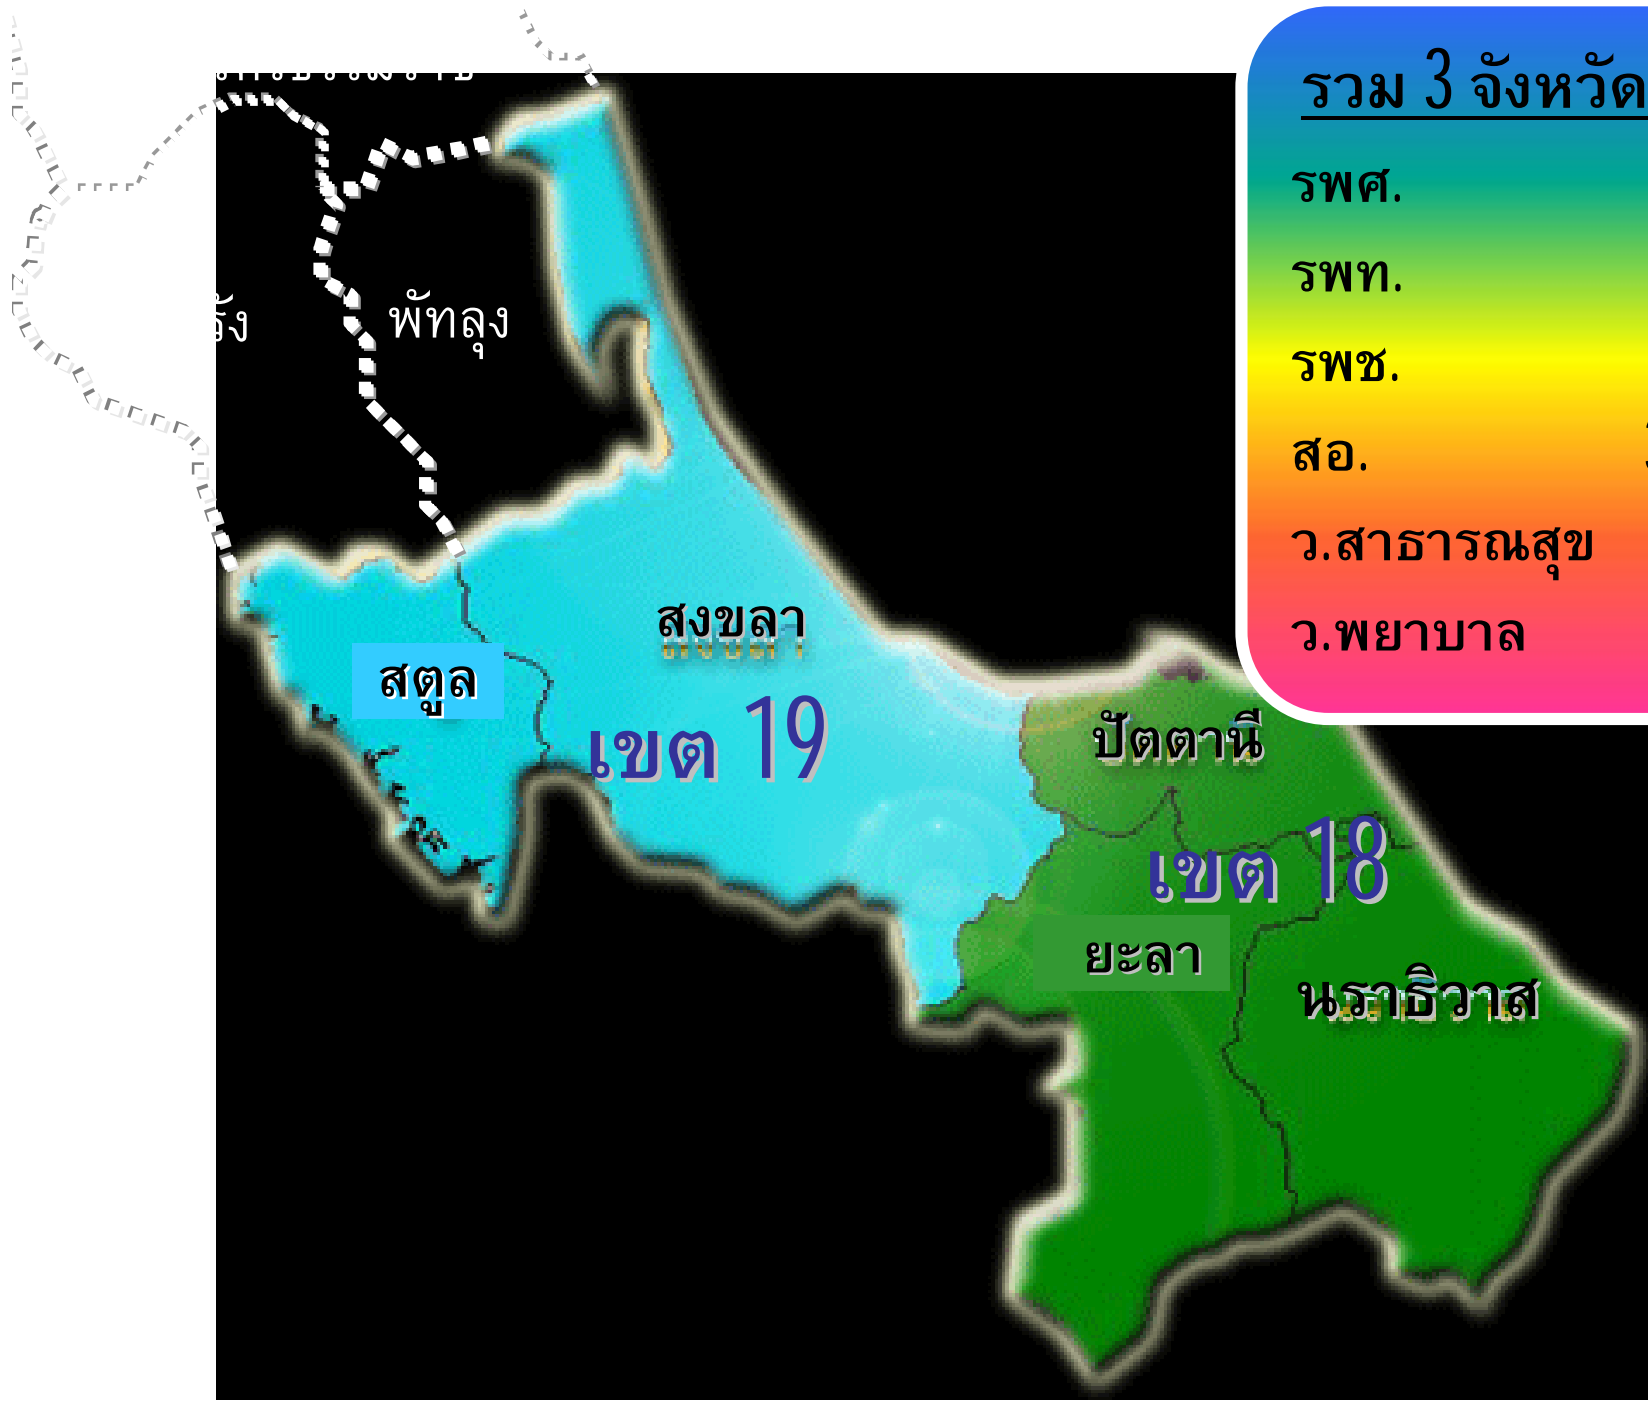 รวม 3 จังหวัด
รพศ.
รพท.
รพช.
สอ.
ว.สาธารณสุข
ว.พยาบาล
พัทลุง
สงขลา
สตูล
เขต 19
ปัตตานี
เขต 18
ยะลา
นราธิวาส